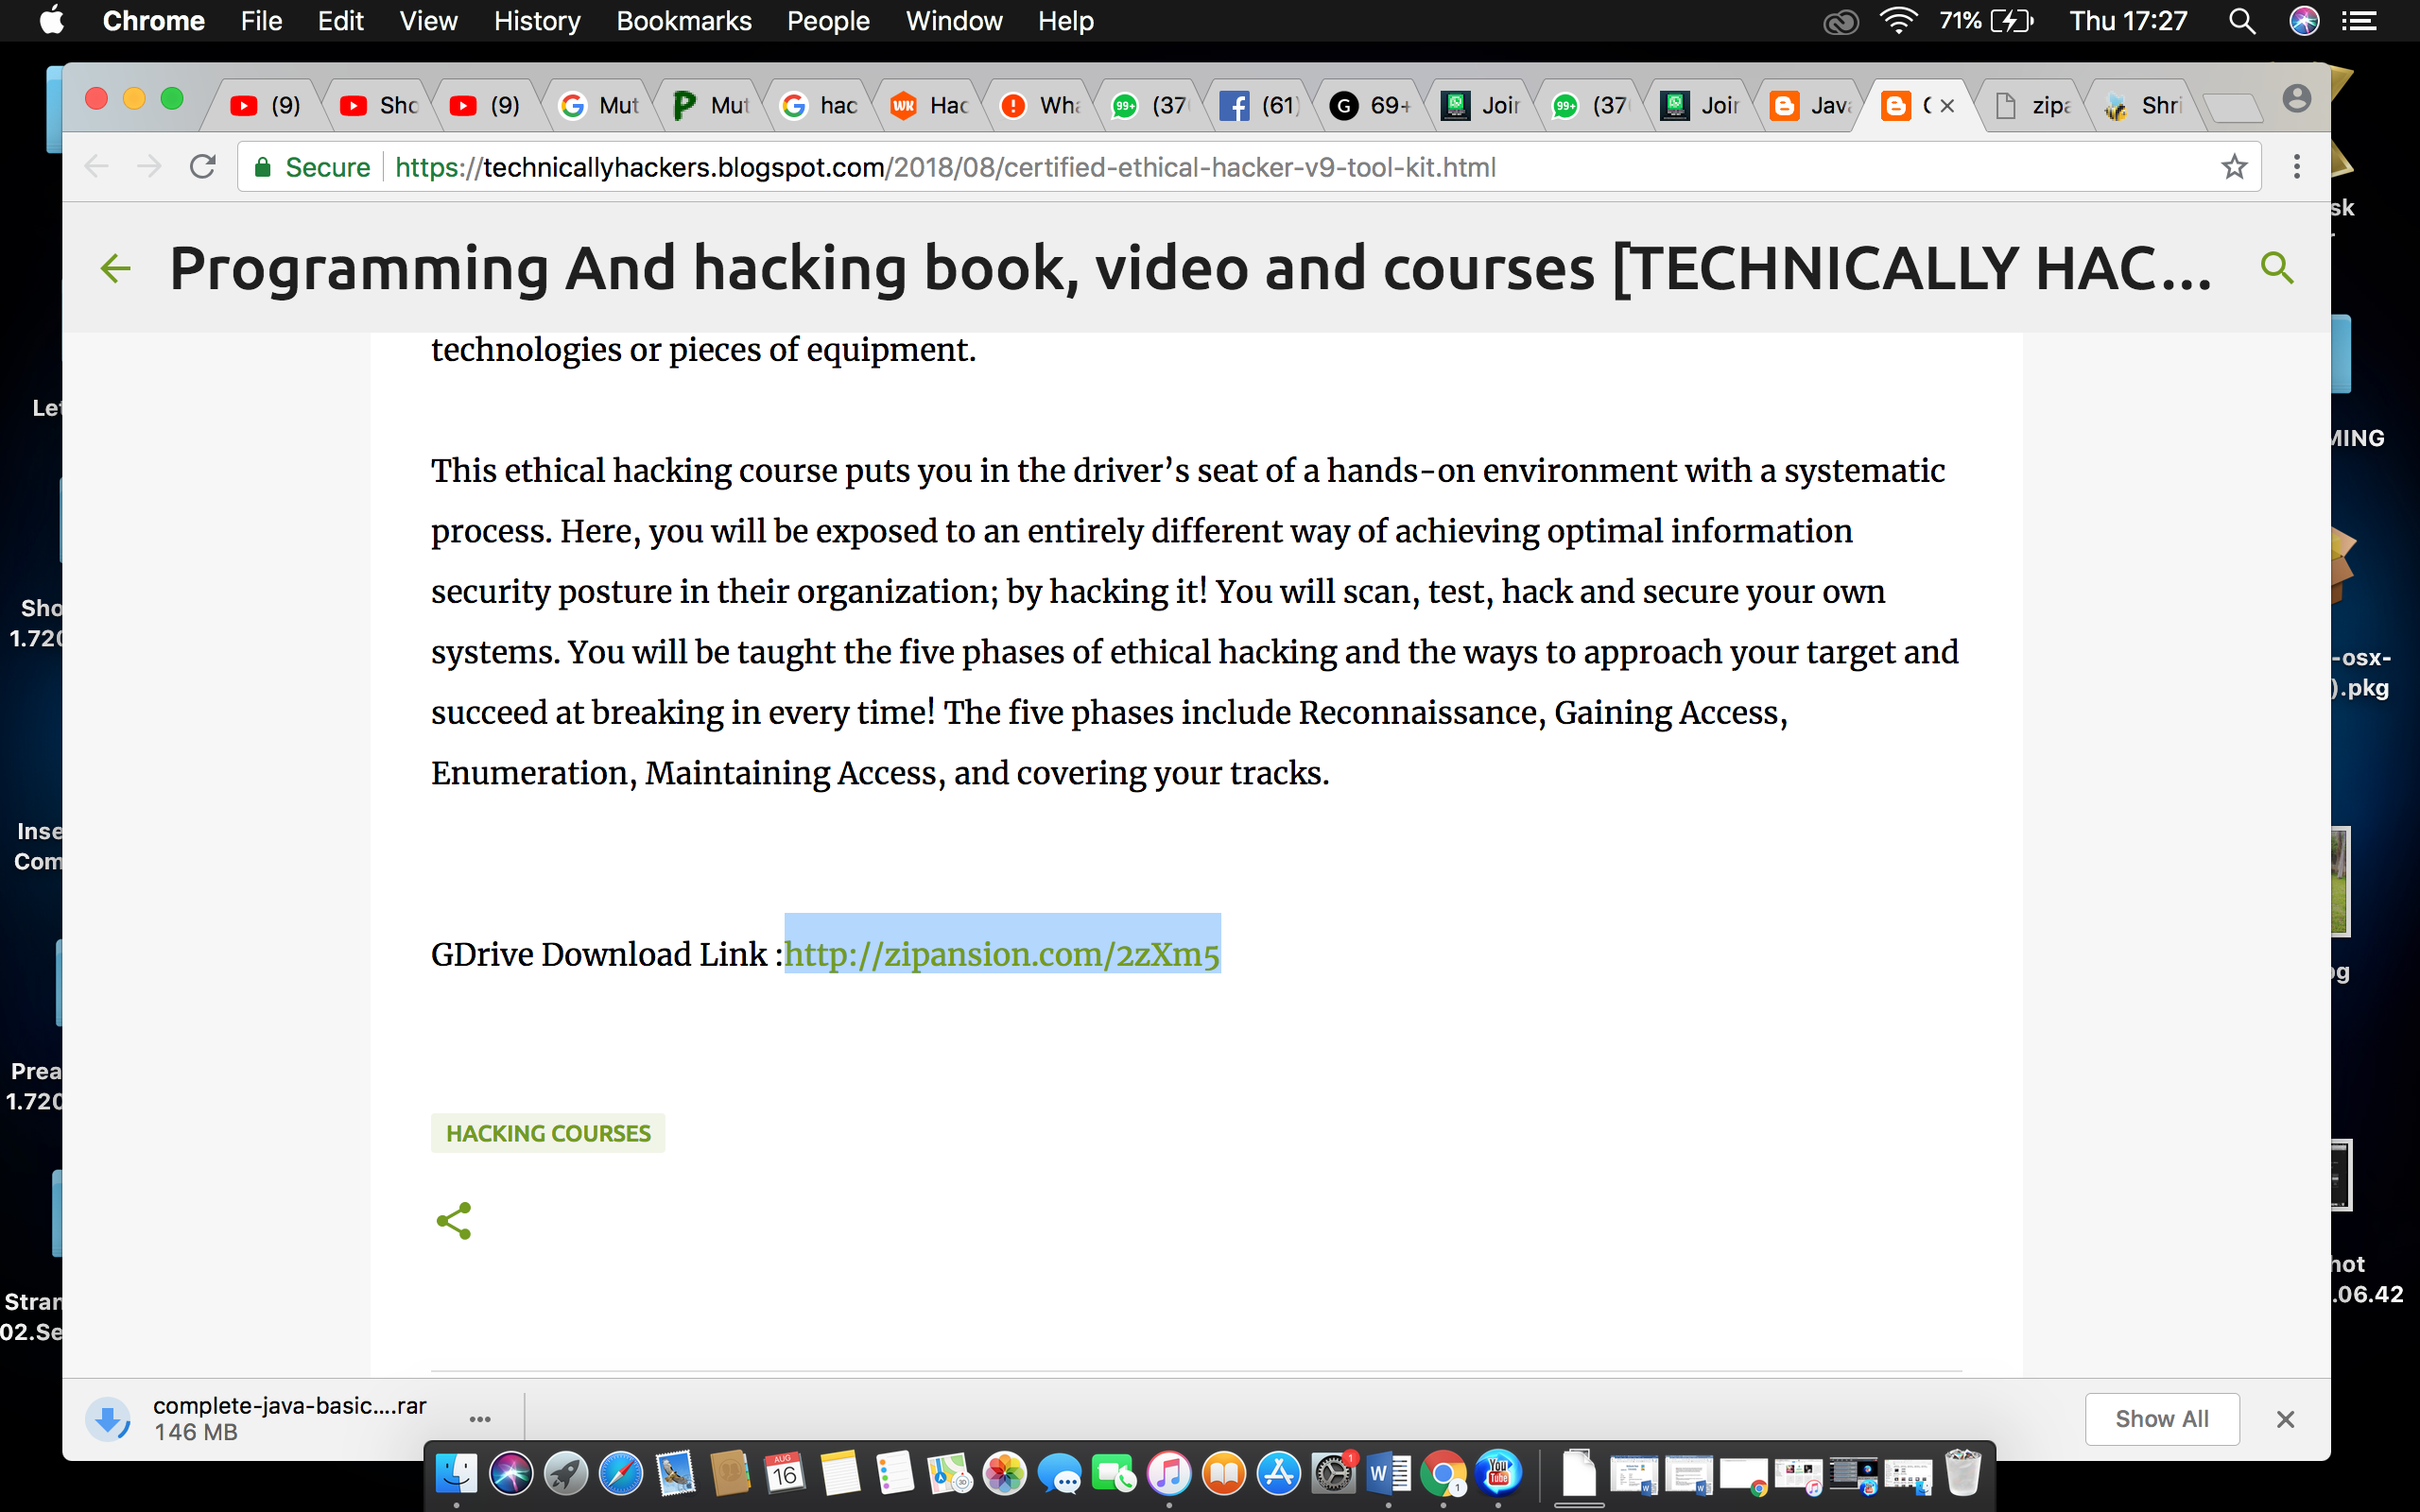 Chrome File Edit View History Bookmarks People Window Help 71% Thu 17:27
(9) Sho (9) Mut Mut hac Hac Wha (37 (61) 69+ Join (37 Join Java zipa Shri
Secure https://technicallyhackers.blogspot.com/2018/08/certified-ethical-hacker-v9-tool-kit.html
Programming And hacking book, video and courses [TECHNICALLY HAC...
technologies or pieces of equipment.
This ethical hacking course puts you in the driver’s seat of a hands-on environment with a systematic
process. Here, you will be exposed to an entirely different way of achieving optimal information
security posture in their organization; by hacking it! You will scan, test, hack and secure your own
systems. You will be taught the five phases of ethical hacking and the ways to approach your target and
succeed at breaking in every time! The five phases include Reconnaissance, Gaining Access,
Enumeration, Maintaining Access, and covering your tracks.
GDrive Download Link :http://zipansion.com/2zXm5
HACKING COURSES
complete-java-basic....rar
146 MB
Show All
Let
Sho
1.720
Inse
Com
Prea
1.720
Stran
02.Se
sk
MING
-osx-
).pkg
hot
.06.42
AUG
16